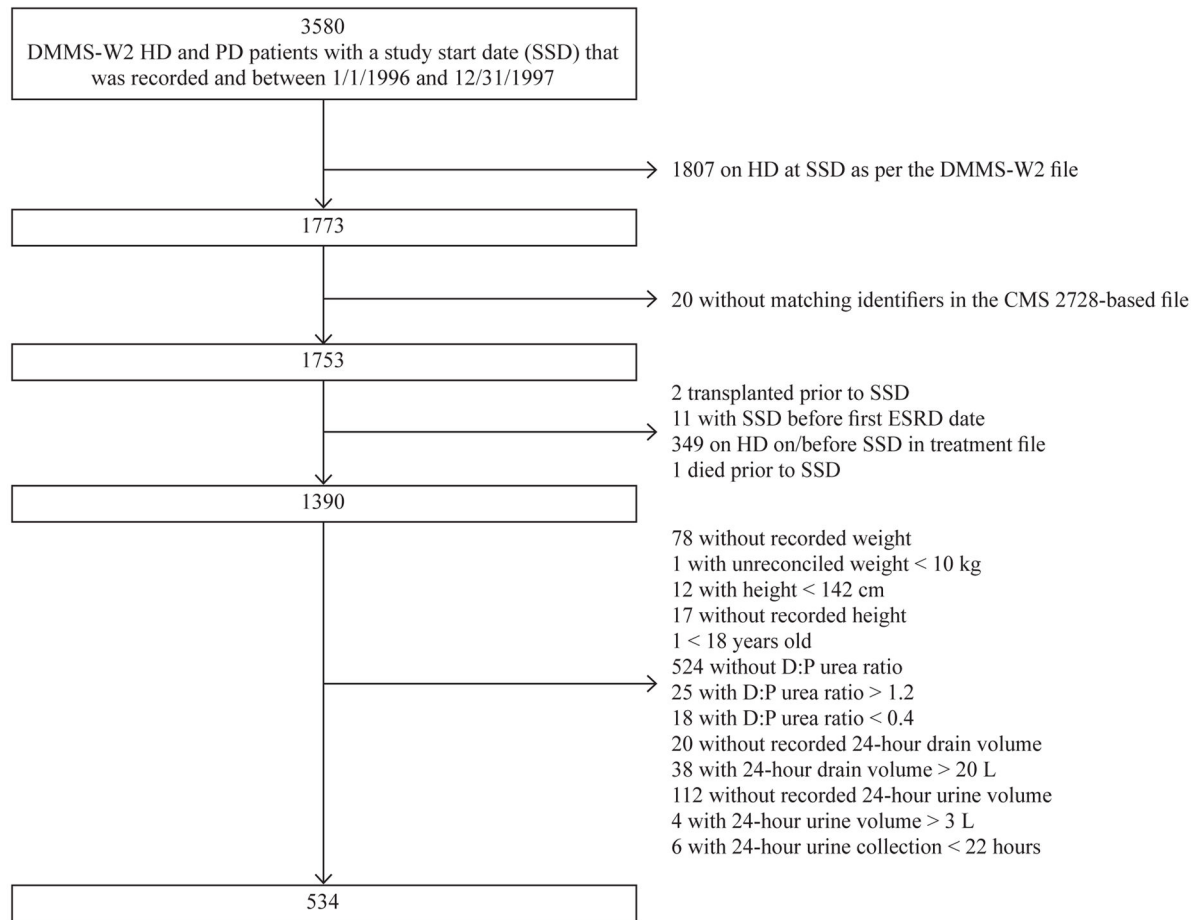 3580
DMMS-W2 HD and PD patients with a study start date (SSD) that
was recorded and between 1/1/1996 and 12/31/1997
1807 on HD at SSD as per the DMMS-W2 file
1773
20 without matching identifiers in the CMS 2728-based file
1753
2 transplanted prior to SSD
11 with SSD before first ESRD date
349 on HD on/before SSD in treatment file
1 died prior to SSD
1390
78 without recorded weight
1 with unreconciled weight < 10 kg
12 with height < 142 cm
17 without recorded height
1 < 18 years old
524 without D:P urea ratio
25 with D:P urea ratio > 1.2
18 with D:P urea ratio < 0.4
20 without recorded 24-hour drain volume
38 with 24-hour drain volume > 20 L
112 without recorded 24-hour urine volume
4 with 24-hour urine volume > 3 L
6 with 24-hour urine collection < 22 hours
534